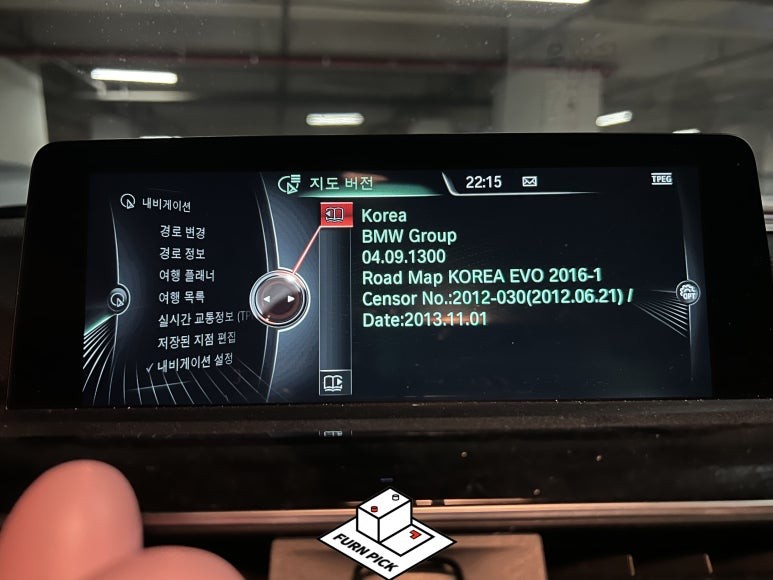 지도 버전
22:15
TPEG
내비게이션
경로 변경
경로 정보
여행 플래너
여행 목록
실시간 교통정보 (TP
저장된 지점 편집
✓내비게이션 설정
Korea
BMW Group
04.09.1300
Road Map KOREA EVO 2016-1
Censor No.:2012-030(2012.06.21) /
Date:2013.11.01
OPT
FURN PICK